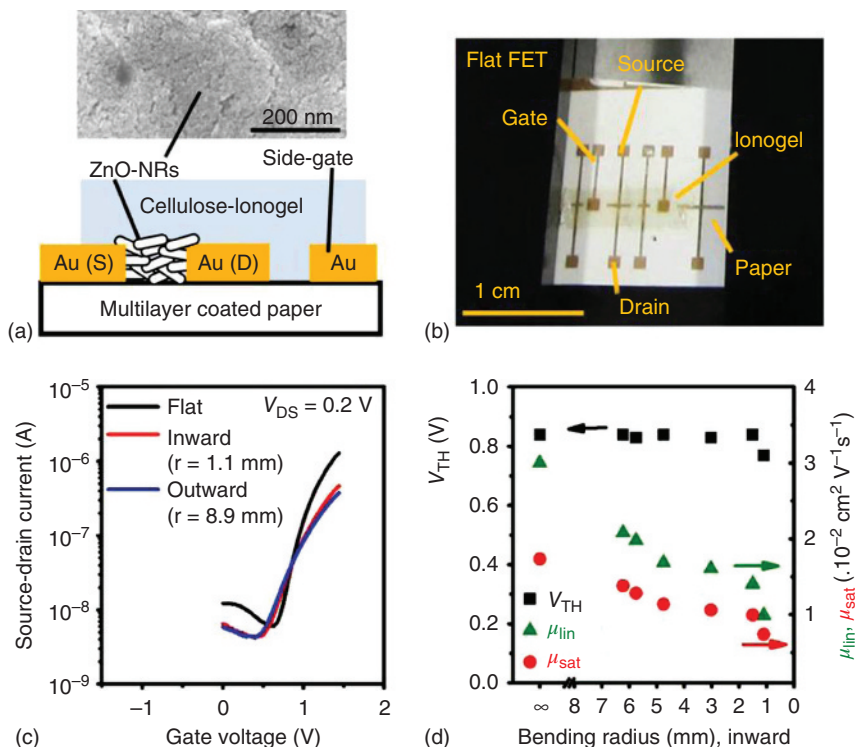 200 nm
ZnO-NRs
Side-gate
Cellulose-Ionogel
Au (S)
Au (D)
Au
Multilayer coated paper
(a)
Flat FET
Source
Gate
Ionogel
Paper
1 cm
Drain
(b)
10⁻⁵
10⁻⁶
10⁻⁷
10⁻⁸
10⁻⁹
Source-drain current (A)
Flat
V_DS = 0.2 V
Inward
(r = 1.1 mm)
Outward
(r = 8.9 mm)
−1 0 1 2
Gate voltage (V)
(c)
1.0
0.8
0.6
0.4
0.2
0.0
V_TH (V)
V_TH
μ_lin
μ_sat
4
3
2
1
μ_lin, μ_sat (.10⁻² cm² V⁻¹s⁻¹)
∞ 8 7 6 5 4 3 2 1 0
Bending radius (mm), inward
(d)